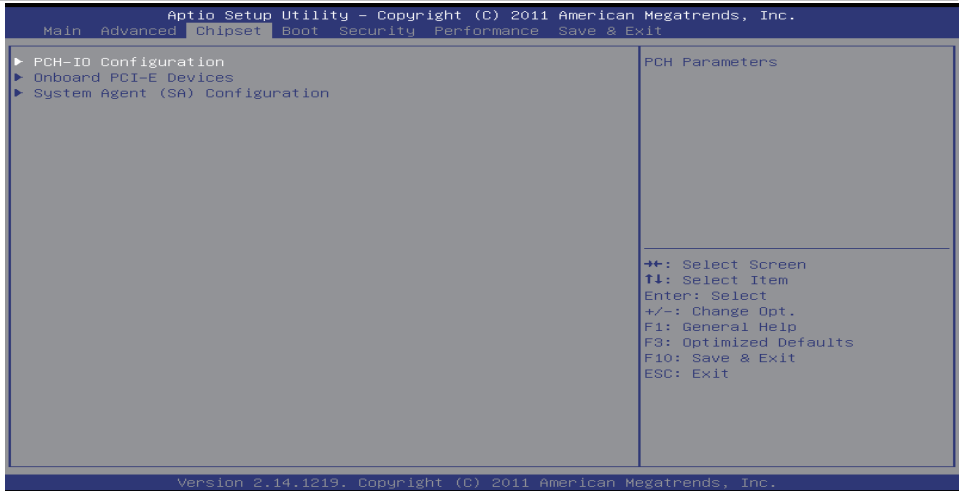 Aptio Setup Utility – Copyright (C) 2011 American Megatrends, Inc.
Main Advanced Chipset Boot Security Performance Save & Exit
▶ PCH-IO Configuration
▶ Onboard PCI-E Devices
▶ System Agent (SA) Configuration
PCH Parameters
→←: Select Screen
↑↓: Select Item
Enter: Select
+/-: Change Opt.
F1: General Help
F3: Optimized Defaults
F10: Save & Exit
ESC: Exit
Version 2.14.1219. Copyright (C) 2011 American Megatrends, Inc.